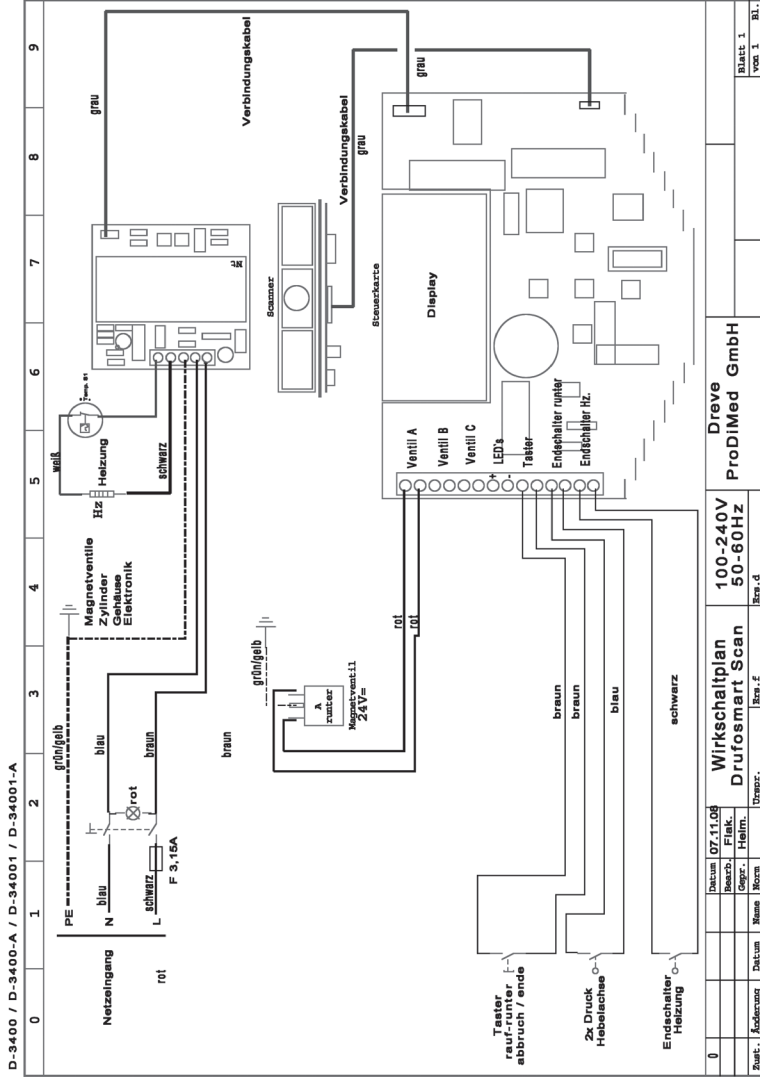 D-3400 / D-3400-A / D-34001 / D-34001-A
0 1 2 3 4 5 6 7 8 9
Netzeingang
PE
N
L
rot
grün/gelb
blau
blau
schwarz
F 3,15A
rot
braun
braun
Magnetventile
Zylinder
Gehäuse
Elektronik
weiß
Hz
Heizung
schwarz
Temp. B1
grau
Verbindungskabel
Scanner
Verbindungskabel
grau
grau
grün/gelb
A
runter
Magnetventil
24V=
rot
rot
Steuerkarte
Display
Ventil A
Ventil B
Ventil C
+
LED's
-
Taster
Endschalter runter
Endschalter Hz.
Taster
rauf-runter
abbruch / ende
braun
braun
2x Druck
Hebelachse
blau
Endschalter
Heizung
schwarz
0
Zust. Änderung Datum Name Norm
Datum 07.11.08
Bearb. Flak.
Gepr. Helm.
Wirkschaltplan
Drufosmart Scan
Urspr. Ers.f Ers.d
100-240V
50-60Hz
Dreve
ProDiMed GmbH
Blatt 1
von 1 Bl.